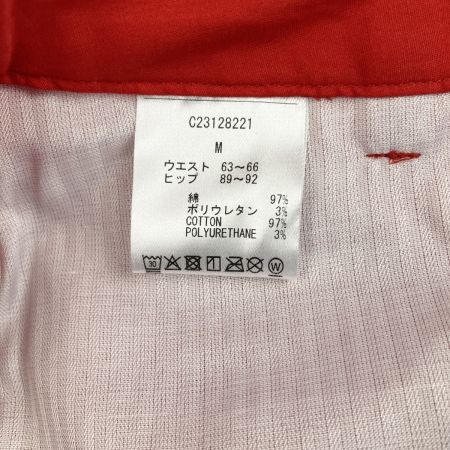 C23128221
M
ウエスト 63〜66
ヒップ 89〜92
綿 97%
ポリウレタン 3%
COTTON 97%
POLYURETHANE 3%
30
W